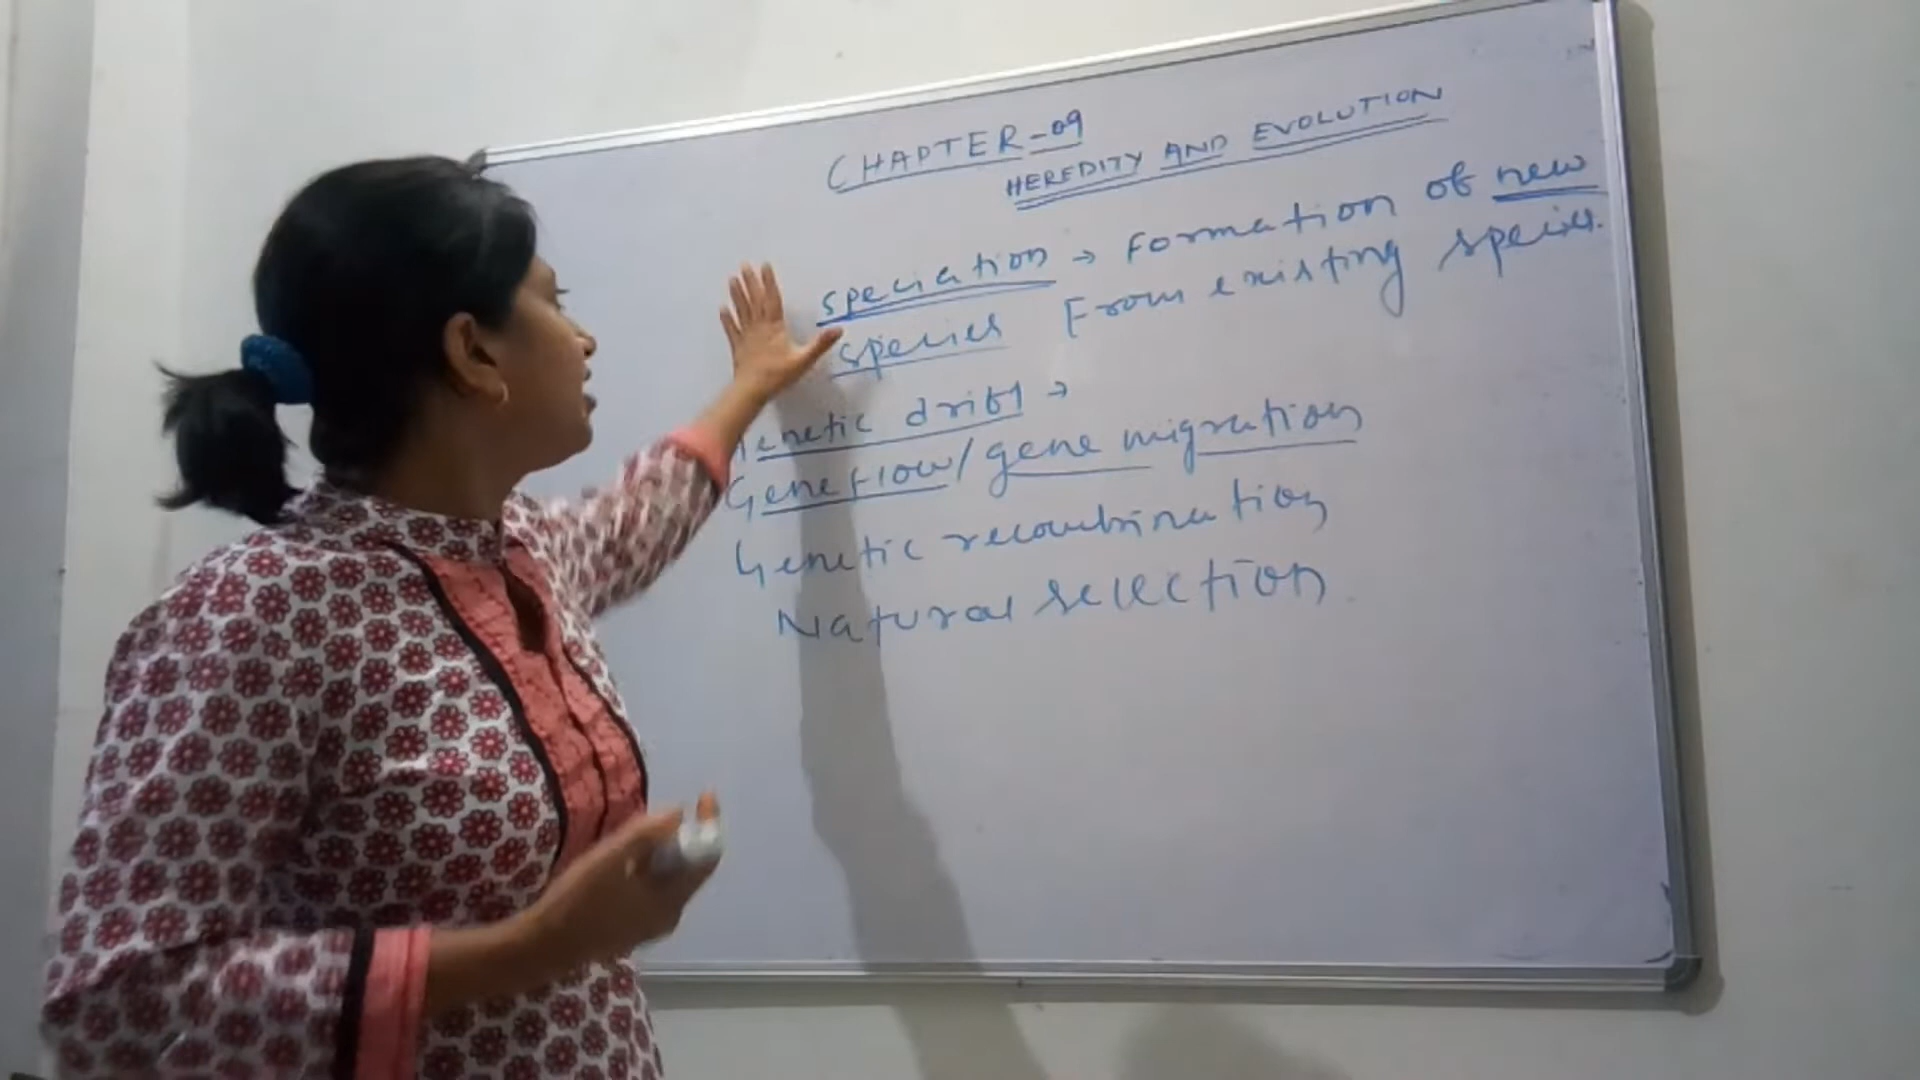 CHAPTER-09
HEREDITY AND EVOLUTION
speciation → Formation of new
species From existing species.
Genetic drift →
Gene flow/gene migration
Genetic recombination
Natural selection